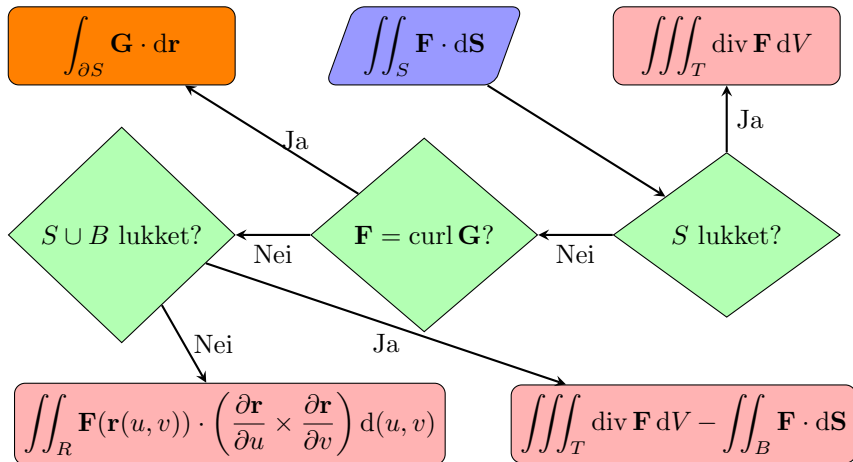 ∫_{∂S} 𝐆 · d𝐫
∬_S 𝐅 · d𝐒
∭_T div 𝐅 dV
Ja
Ja
S ∪ B lukket?
Nei
𝐅 = curl 𝐆?
Nei
S lukket?
Nei
Ja
∬_R 𝐅(𝐫(u, v)) · (∂𝐫/∂u × ∂𝐫/∂v) d(u, v)
∭_T div 𝐅 dV − ∬_B 𝐅 · d𝐒